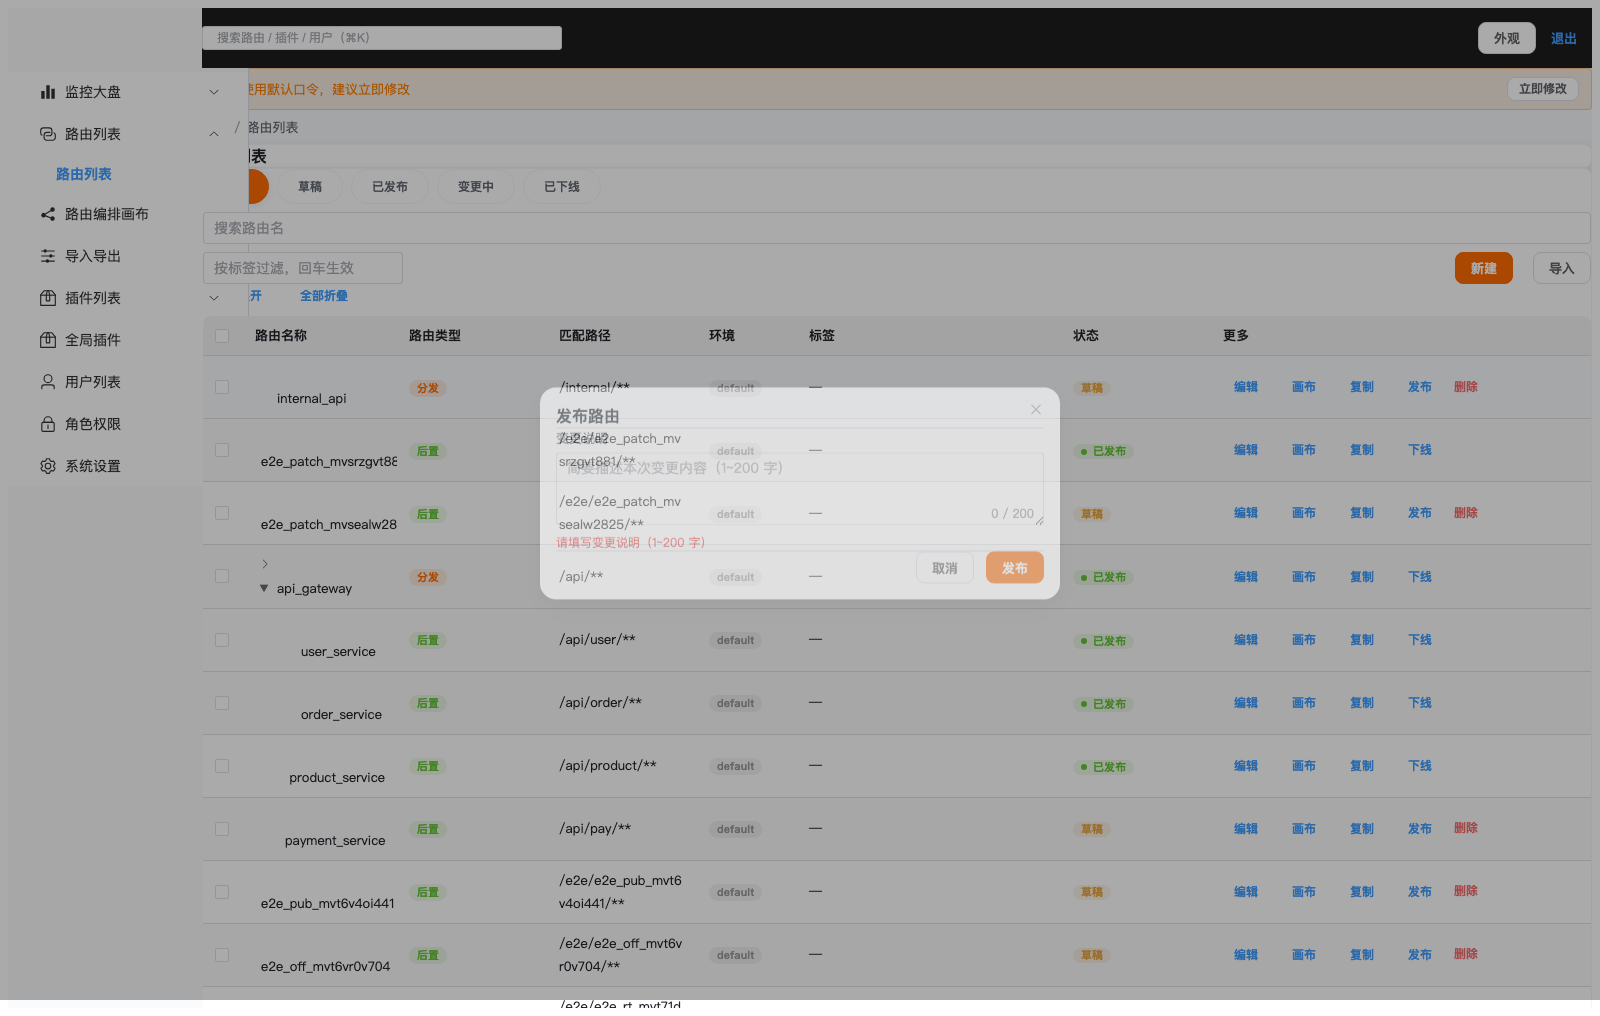 搜索路由 / 插件 / 用户（⌘K）
外观
退出
监控大盘
使用默认口令，建议立即修改
立即修改
路由列表
/ 路由列表
列表
路由列表
草稿
已发布
变更中
已下线
路由编排画布
搜索路由名
导入导出
按标签过滤，回车生效
新建
导入
插件列表
开
全部折叠
全局插件
路由名称
路由类型
匹配路径
环境
标签
状态
更多
用户列表
角色权限
系统设置
internal_api
分发
/internal/**
default
—
草稿
编辑
画布
复制
发布
删除
e2e_patch_mvsrzgvt88
后置
/e2e/e2e_patch_mv
srzgvt881/**
default
—
已发布
编辑
画布
复制
下线
e2e_patch_mvsealw28
后置
/e2e/e2e_patch_mv
sealw2825/**
default
—
草稿
编辑
画布
复制
发布
删除
api_gateway
分发
/api/**
default
—
已发布
编辑
画布
复制
下线
发布路由
变更说明
简要描述本次变更内容（1~200 字）
0 / 200
请填写变更说明（1~200 字）
取消
发布
user_service
后置
/api/user/**
default
—
已发布
编辑
画布
复制
下线
order_service
后置
/api/order/**
default
—
已发布
编辑
画布
复制
下线
product_service
后置
/api/product/**
default
—
已发布
编辑
画布
复制
下线
payment_service
后置
/api/pay/**
default
—
草稿
编辑
画布
复制
发布
删除
e2e_pub_mvt6v4oi441
后置
/e2e/e2e_pub_mvt6
v4oi441/**
default
—
草稿
编辑
画布
复制
发布
删除
e2e_off_mvt6vr0v704
后置
/e2e/e2e_off_mvt6v
r0v704/**
default
—
草稿
编辑
画布
复制
发布
删除
/e2e/e2e_rt_mvt71d